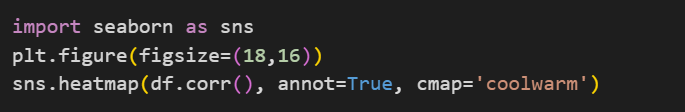 import seaborn as sns
plt.figure(figsize=(18,16))
sns.heatmap(df.corr(), annot=True, cmap='coolwarm')